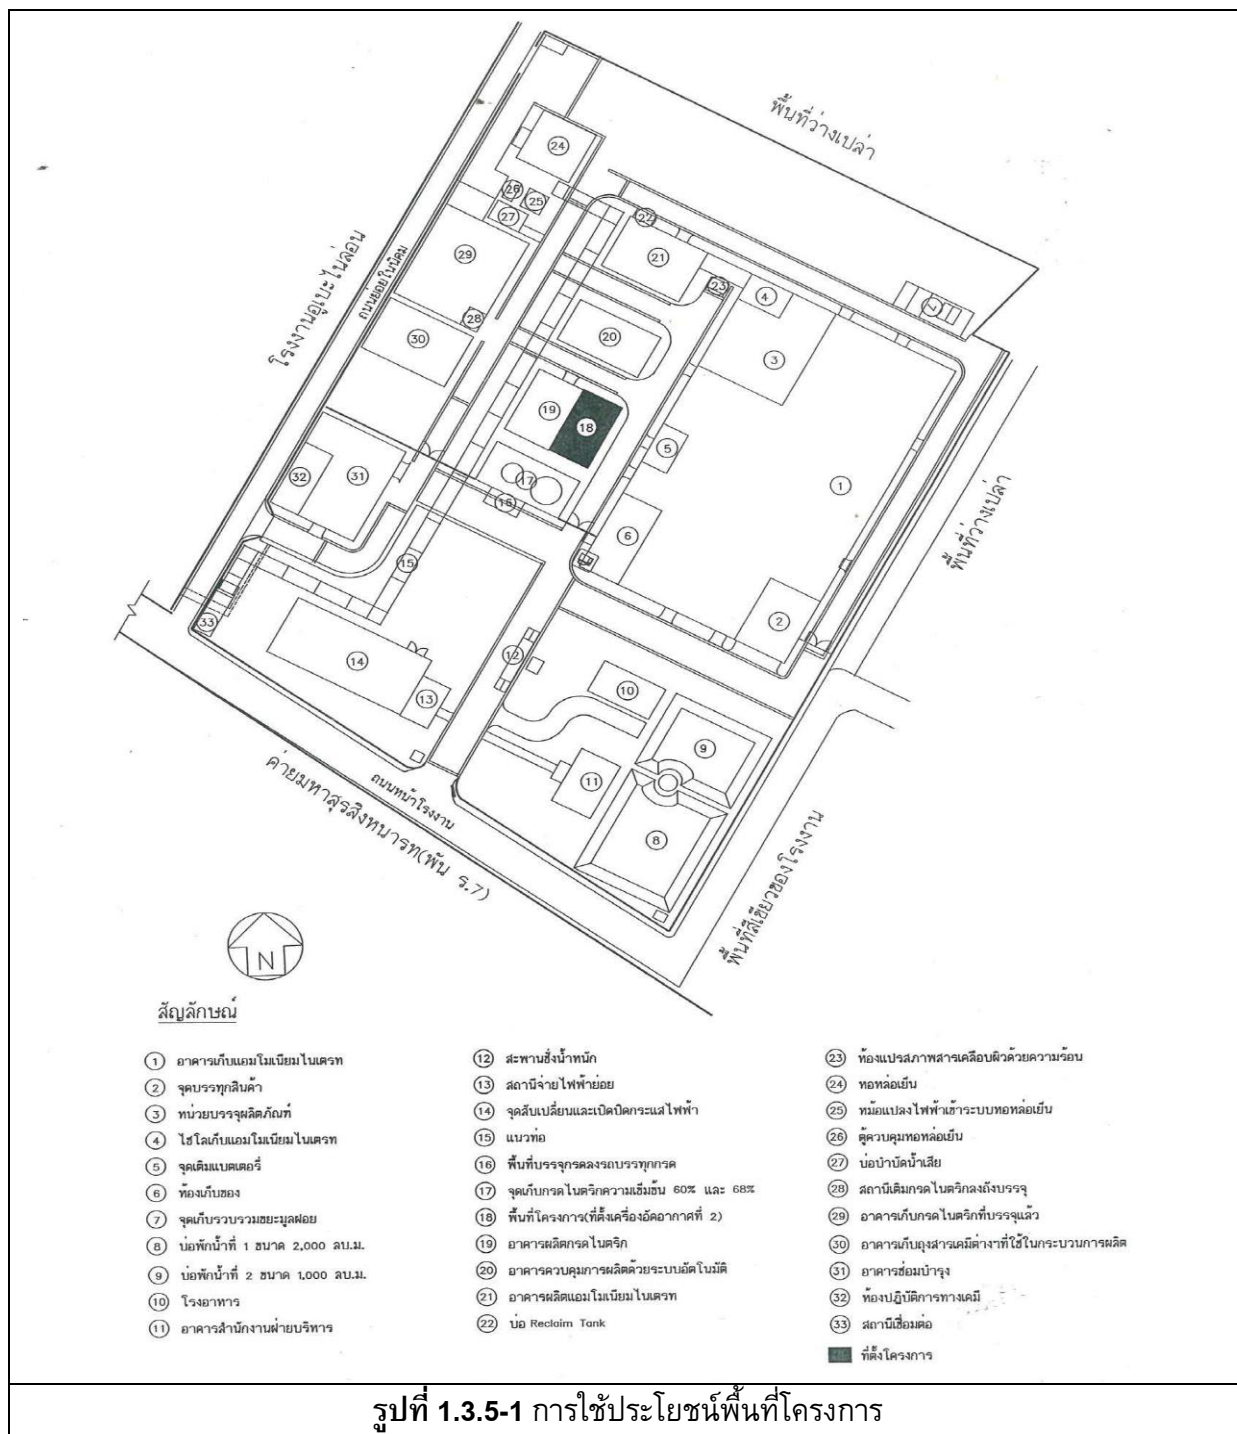 พื้นที่ว่างเปล่า
โรงงานอูเบะไนล่อน
ถนนย่อยในนิคม
24
26
25
27
22
29
21
23
4
7
28
30
20
3
19
18
5
1
32
31
17
16
6
พื้นที่ว่างเปล่า
15
2
33
14
12
13
10
9
11
8
ถนนหน้าโรงงาน
ค่ายมหาสุรสิงหนารท(พัน ร.7)
พื้นที่สีเขียวของโรงงาน
N
สัญลักษณ์
1 อาคารเก็บแอมโมเนียมไนเตรท
2 จุดบรรทุกสินค้า
3 หน่วยบรรจุผลิตภัณฑ์
4 ไซโลเก็บแอมโมเนียมไนเตรท
5 จุดเติมแบตเตอรี่
6 ห้องเก็บของ
7 จุดเก็บรวบรวมขยะมูลฝอย
8 บ่อพักน้ำที่ 1 ขนาด 2,000 ลบ.ม.
9 บ่อพักน้ำที่ 2 ขนาด 1,000 ลบ.ม.
10 โรงอาหาร
11 อาคารสำนักงานฝ่ายบริหาร
12 สะพานชั่งน้ำหนัก
13 สถานีจ่ายไฟฟ้าย่อย
14 จุดสับเปลี่ยนและเปิดปิดกระแสไฟฟ้า
15 แนวท่อ
16 พื้นที่บรรจุกรดลงรถบรรทุกกรด
17 จุดเก็บกรดไนตริกความเข้มข้น 60% และ 68%
18 พื้นที่โครงการ(ที่ตั้งเครื่องอัดอากาศที่ 2)
19 อาคารผลิตกรดไนตริก
20 อาคารควบคุมการผลิตด้วยระบบอัตโนมัติ
21 อาคารผลิตแอมโมเนียมไนเตรท
22 บ่อ Reclaim Tank
23 ห้องแปรสภาพสารเคลือบผิวด้วยความร้อน
24 หอหล่อเย็น
25 หม้อแปลงไฟฟ้าเข้าระบบหอหล่อเย็น
26 ตู้ควบคุมหอหล่อเย็น
27 บ่อบำบัดน้ำเสีย
28 สถานีเติมกรดไนตริกลงถังบรรจุ
29 อาคารเก็บกรดไนตริกที่บรรจุแล้ว
30 อาคารเก็บถุงสารเคมีต่างๆที่ใช้ในกระบวนการผลิต
31 อาคารซ่อมบำรุง
32 ห้องปฏิบัติการทางเคมี
33 สถานีเชื่อมต่อ
ที่ตั้งโครงการ
รูปที่ 1.3.5-1 การใช้ประโยชน์พื้นที่โครงการ